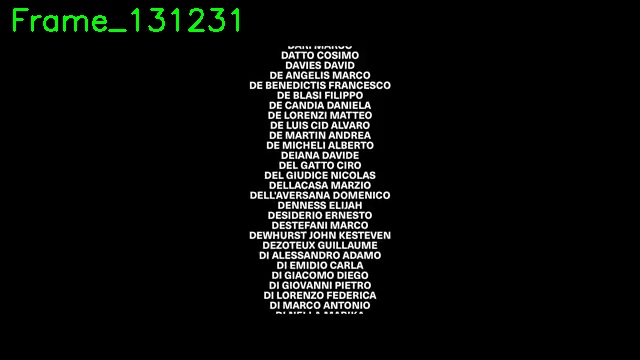 Frame_131231
DATTO COSIMO
DAVIES DAVID
DE ANGELIS MARCO
DE BENEDICTIS FRANCESCO
DE BLASI FILIPPO
DE CANDIA DANIELA
DE LORENZI MATTEO
DE LUIS CID ALVARO
DE MARTIN ANDREA
DE MICHELI ALBERTO
DEIANA DAVIDE
DEL GATTO CIRO
DEL GIUDICE NICOLAS
DELLACASA MARZIO
DELL'AVERSANA DOMENICO
DENNESS ELIJAH
DESIDERIO ERNESTO
DESTEFANI MARCO
DEWHURST JOHN KESTEVEN
DEZOTEUX GUILLAUME
DI ALESSANDRO ADAMO
DI EMIDIO CARLA
DI GIACOMO DIEGO
DI GIOVANNI PIETRO
DI LORENZO FEDERICA
DI MARCO ANTONIO